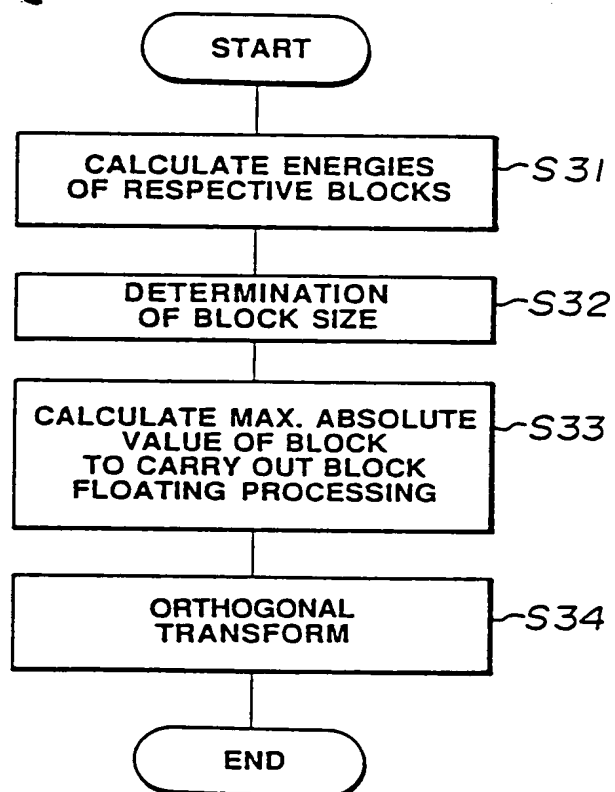 START
CALCULATE ENERGIES
OF RESPECTIVE BLOCKS
S31
DETERMINATION
OF BLOCK SIZE
S32
CALCULATE MAX. ABSOLUTE
VALUE OF BLOCK
TO CARRY OUT BLOCK
FLOATING PROCESSING
S33
ORTHOGONAL
TRANSFORM
S34
END